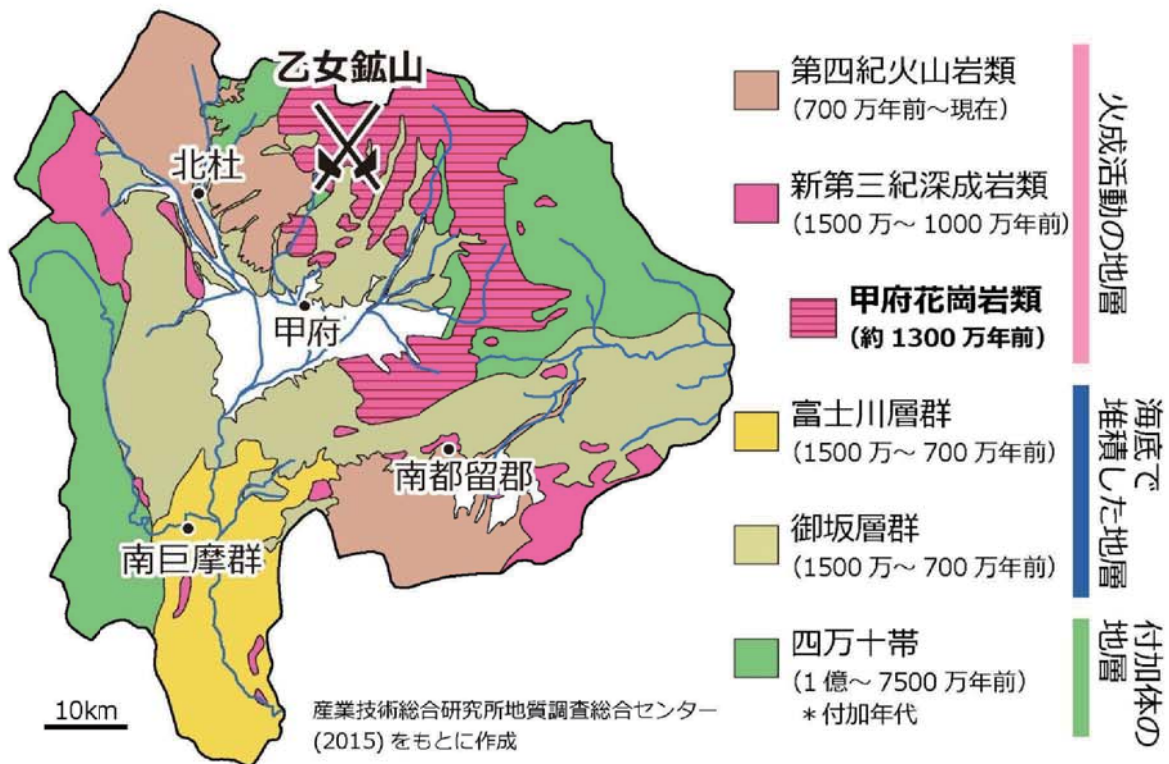 乙女鉱山
北杜
甲府
南都留郡
南巨摩群
10km
産業技術総合研究所地質調査総合センター
(2015) をもとに作成
第四紀火山岩類
(700 万年前～現在)
新第三紀深成岩類
(1500 万～ 1000 万年前)
甲府花崗岩類
(約 1300 万年前)
富士川層群
(1500 万～ 700 万年前)
御坂層群
(1500 万～ 700 万年前)
四万十帯
(1 億～ 7500 万年前)
＊付加年代
火成活動の地層
海底で
堆積した地層
付加体の
地層